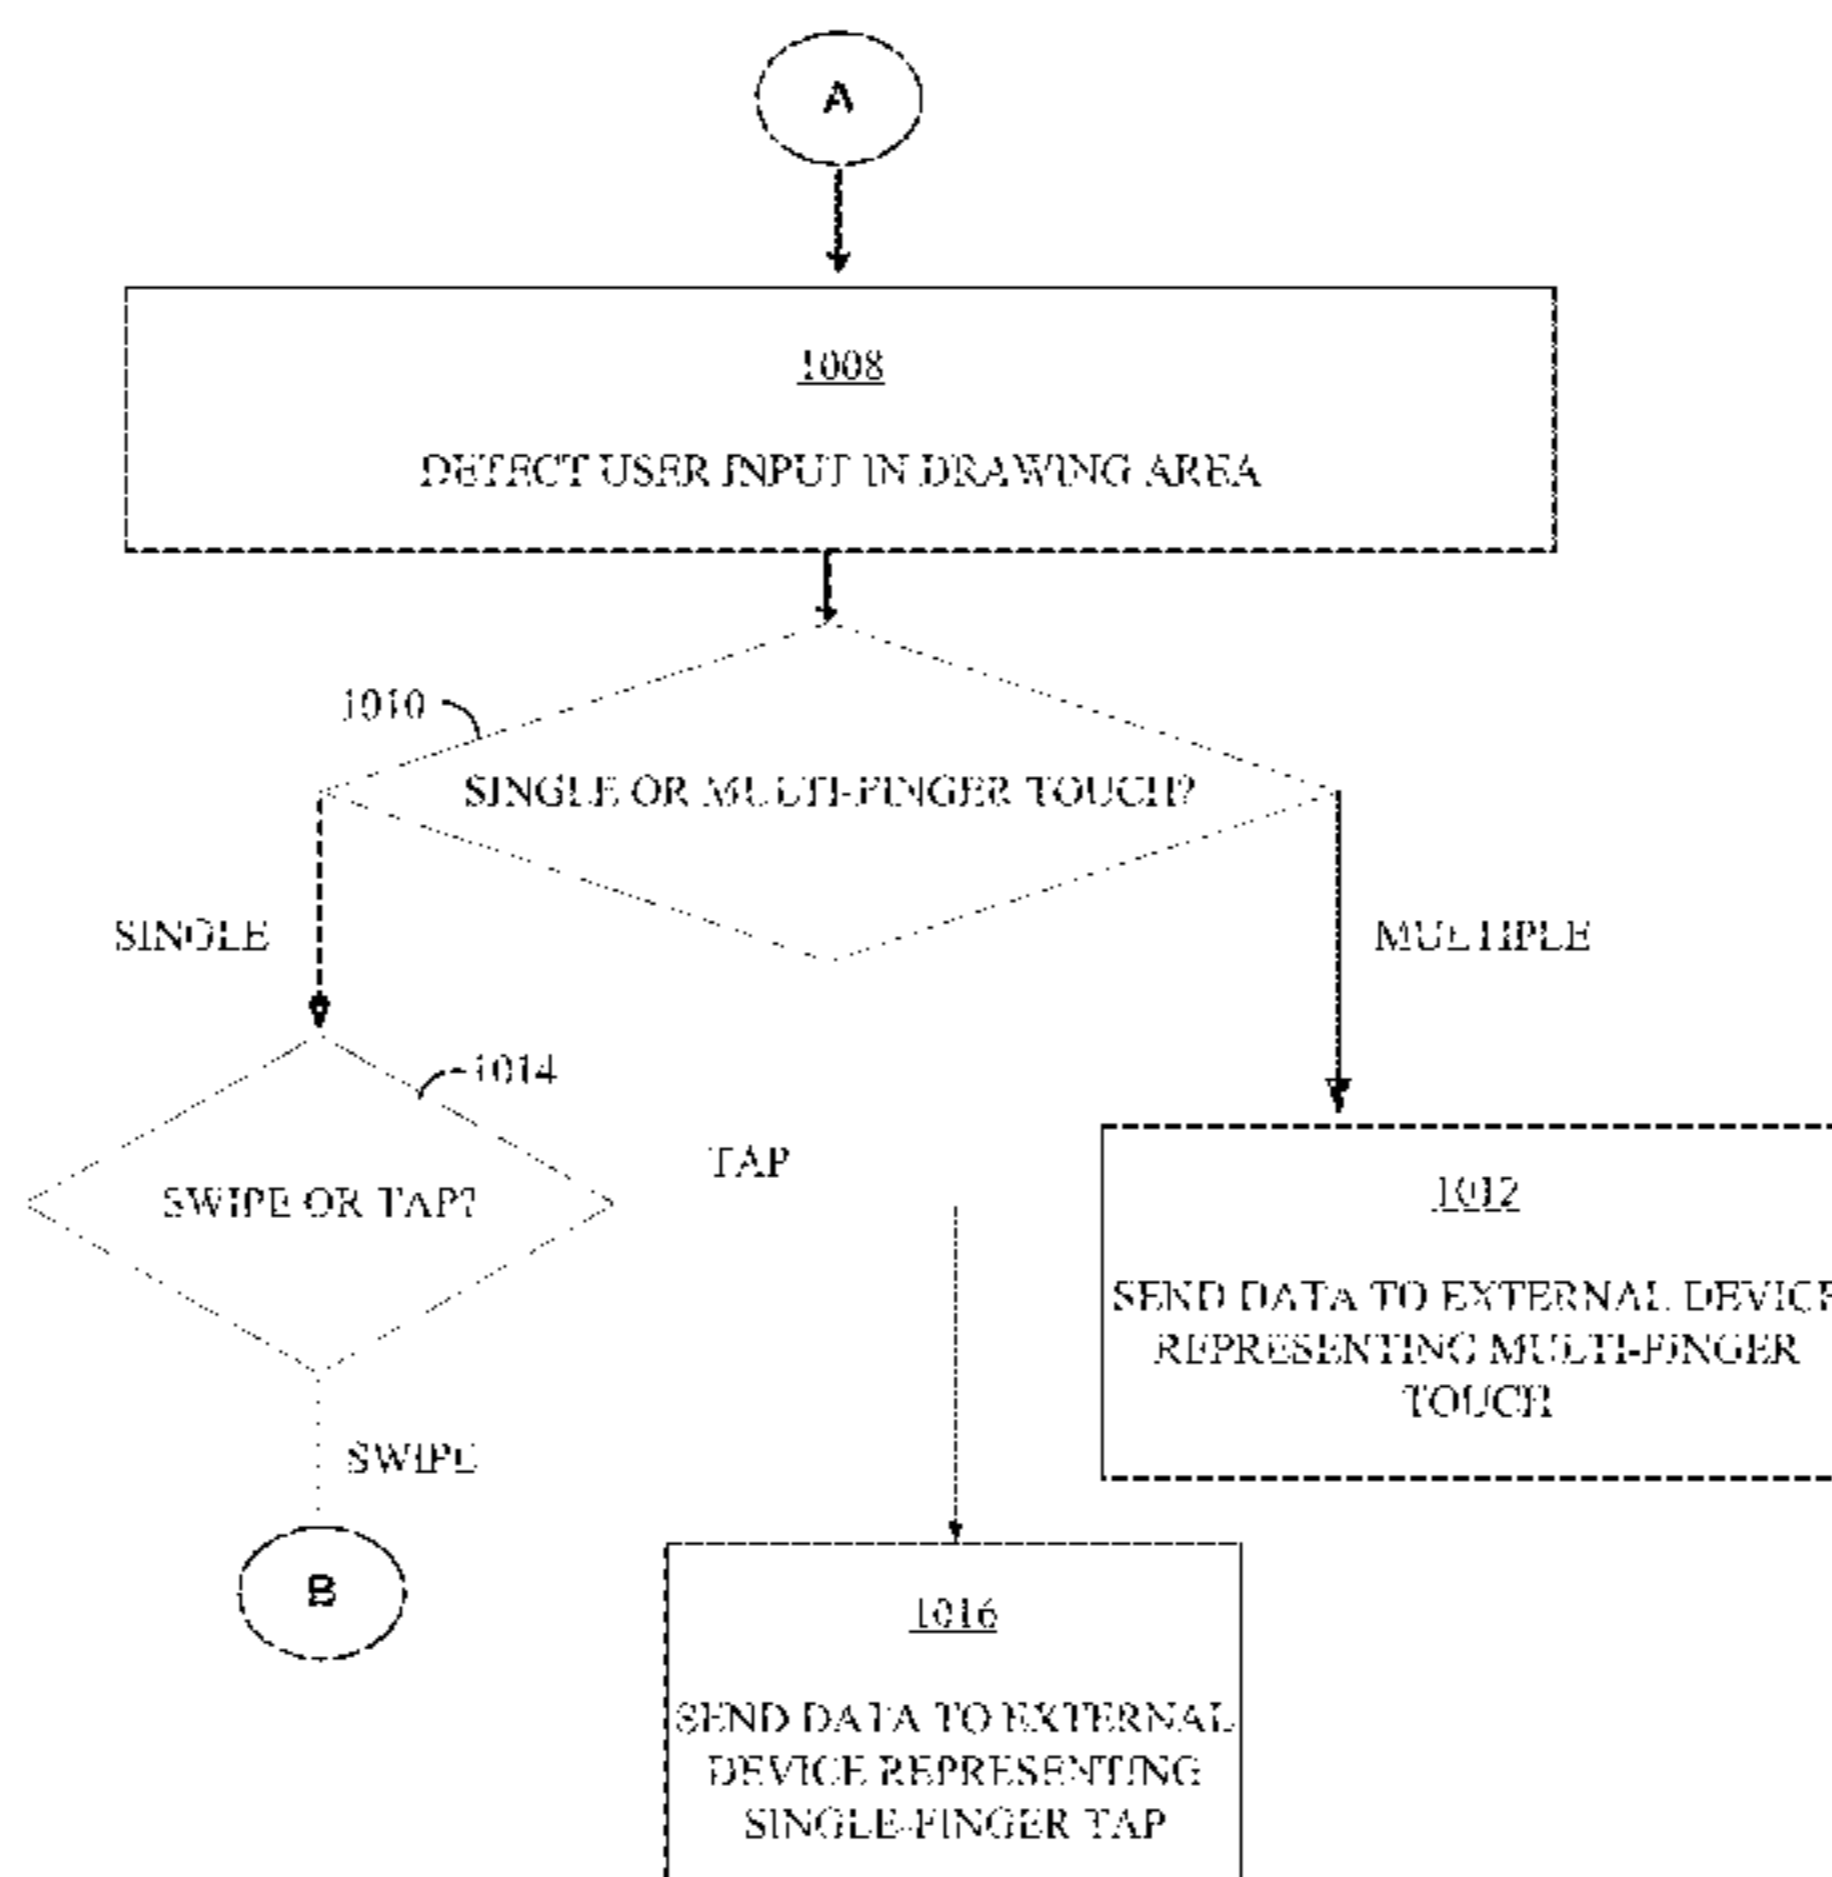 A
1008
DETECT USER INPUT IN DRAWING AREA
1010
SINGLE OR MULTI-FINGER TOUCH?
SINGLE
MULTIPLE
1014
TAP
SWIPE OR TAP?
1012
SEND DATA TO EXTERNAL DEVICE
REPRESENTING MULTI-FINGER
TOUCH
SWIPE
B
1016
SEND DATA TO EXTERNAL
DEVICE REPRESENTING
SINGLE-FINGER TAP